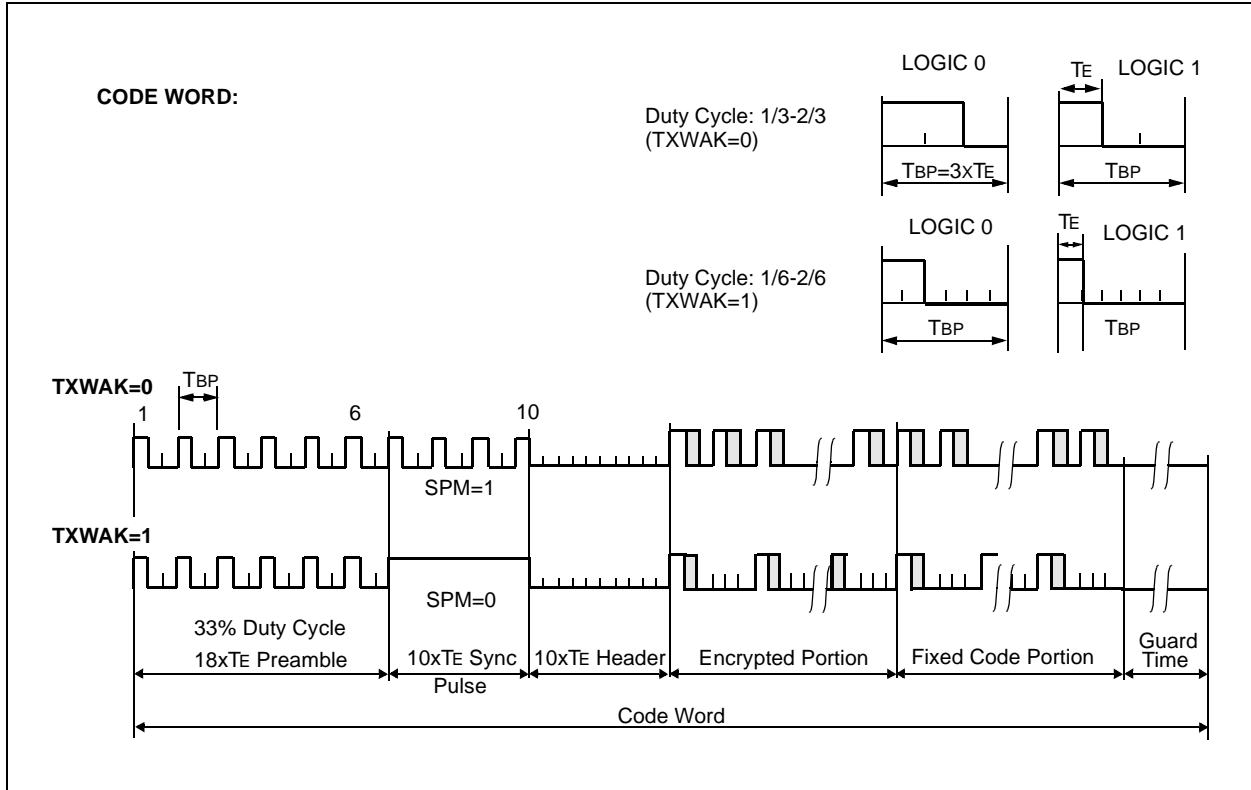 CODE WORD:
LOGIC 0
TE
LOGIC 1
Duty Cycle: 1/3-2/3
(TXWAK=0)
TBP=3xTE
TBP
LOGIC 0
TE
LOGIC 1
Duty Cycle: 1/6-2/6
(TXWAK=1)
TBP
TBP
TXWAK=0
TBP
1
6
10
SPM=1
TXWAK=1
SPM=0
33% Duty Cycle
18xTE Preamble
10xTE Sync
Pulse
10xTE Header
Encrypted Portion
Fixed Code Portion
Guard
Time
Code Word